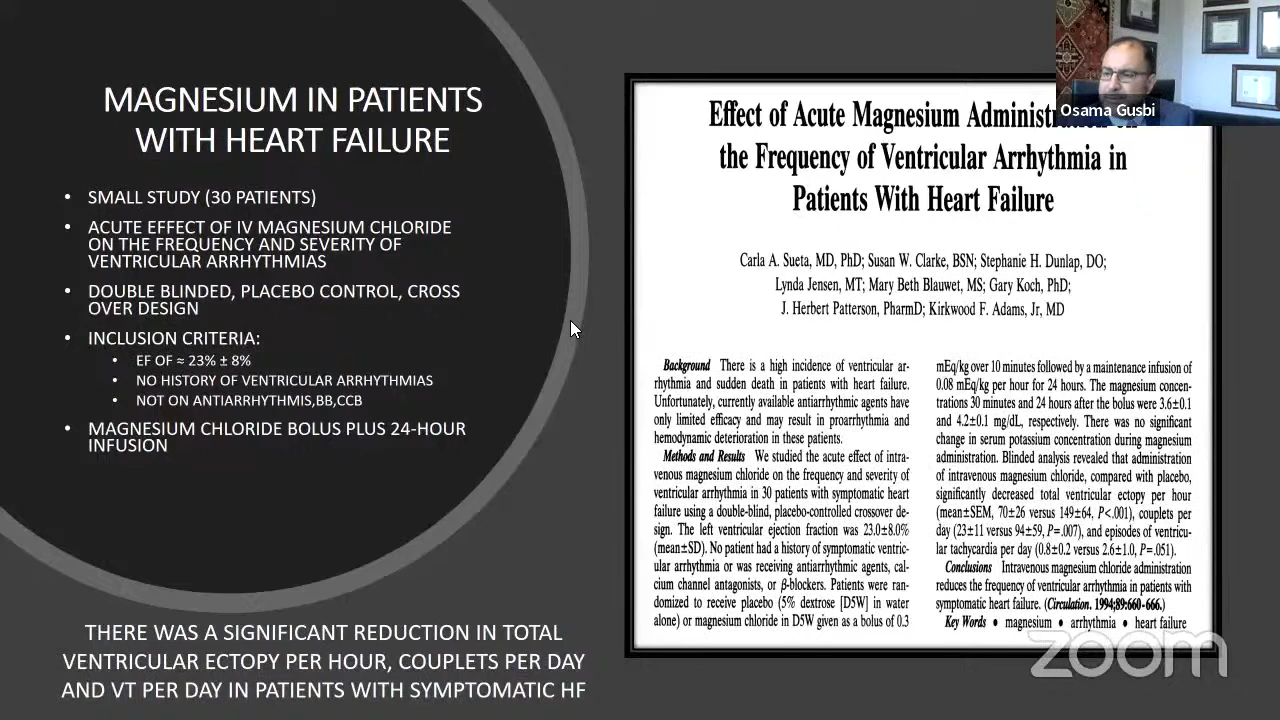 MAGNESIUM IN PATIENTS
WITH HEART FAILURE
• SMALL STUDY (30 PATIENTS)
• ACUTE EFFECT OF IV MAGNESIUM CHLORIDE
ON THE FREQUENCY AND SEVERITY OF
VENTRICULAR ARRHYTHMIAS
• DOUBLE BLINDED, PLACEBO CONTROL, CROSS
OVER DESIGN
• INCLUSION CRITERIA:
• EF OF ≈ 23% ± 8%
• NO HISTORY OF VENTRICULAR ARRHYTHMIAS
• NOT ON ANTIARRHYTHMIS,BB,CCB
• MAGNESIUM CHLORIDE BOLUS PLUS 24-HOUR
INFUSION
THERE WAS A SIGNIFICANT REDUCTION IN TOTAL
VENTRICULAR ECTOPY PER HOUR, COUPLETS PER DAY
AND VT PER DAY IN PATIENTS WITH SYMPTOMATIC HF
Effect of Acute Magnesium
the Frequency of Ventricular Arrhythmia in
Patients With Heart Failure
Carla A. Sueta, MD, PhD; Susan W. Clarke, BSN; Stephanie H. Dunlap, DO;
Lynda Jensen, MT; Mary Beth Blauwet, MS; Gary Koch, PhD;
J. Herbert Patterson, PharmD; Kirkwood F. Adams, Jr, MD
Background There is a high incidence of ventricular ar-
rhythmia and sudden death in patients with heart failure.
Unfortunately, currently available antiarrhythmic agents have
only limited efficacy and may result in proarrhythmia and
hemodynamic deterioration in these patients.
Methods and Results We studied the acute effect of intra-
venous magnesium chloride on the frequency and severity of
ventricular arrhythmia in 30 patients with symptomatic heart
failure using a double-blind, placebo-controlled crossover de-
sign. The left ventricular ejection fraction was 23.0±8.0%
(mean±SD). No patient had a history of symptomatic ventric-
ular arrhythmia or was receiving antiarrhythmic agents, cal-
cium channel antagonists, or β-blockers. Patients were ran-
domized to receive placebo (5% dextrose [D5W] in water
alone) or magnesium chloride in D5W given as a bolus of 0.3
mEq/kg over 10 minutes followed by a maintenance infusion of
0.08 mEq/kg per hour for 24 hours. The magnesium concen-
trations 30 minutes and 24 hours after the bolus were 3.6±0.1
and 4.2±0.1 mg/dL, respectively. There was no significant
change in serum potassium concentration during magnesium
administration. Blinded analysis revealed that administration
of intravenous magnesium chloride, compared with placebo,
significantly decreased total ventricular ectopy per hour
(mean±SEM, 70±26 versus 149±64, P<.001), couplets per
day (23±11 versus 94±59, P=.007), and episodes of ventricu-
lar tachycardia per day (0.8±0.2 versus 2.6±1.0, P=.051).
Conclusions Intravenous magnesium chloride administration
reduces the frequency of ventricular arrhythmia in patients with
symptomatic heart failure. (Circulation. 1994;89:660-666.)
Key Words • magnesium • arrhythmia • heart failure
Osama Gusbi
zoom